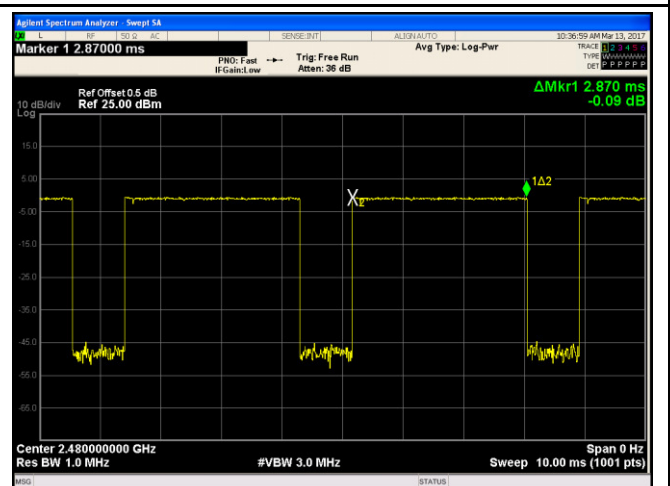 Agilent Spectrum Analyzer - Swept SA
L RF 50 Ω AC SENSE:INT ALIGN AUTO 10:36:59 AM Mar 13, 2017
Marker 1 2.87000 ms Avg Type: Log-Pwr TRACE 1 2 3 4 5 6
PNO: Fast Trig: Free Run TYPE WWWWWW
IFGain:Low Atten: 36 dB DET P P P P P P
Ref Offset 0.5 dB ΔMkr1 2.870 ms
10 dB/div Ref 25.00 dBm -0.09 dB
Log
15.0
5.00
1Δ2
X2
-5.00
-15.0
-25.0
-35.0
-45.0
-55.0
-65.0
Center 2.480000000 GHz Span 0 Hz
Res BW 1.0 MHz #VBW 3.0 MHz Sweep 10.00 ms (1001 pts)
MSG STATUS